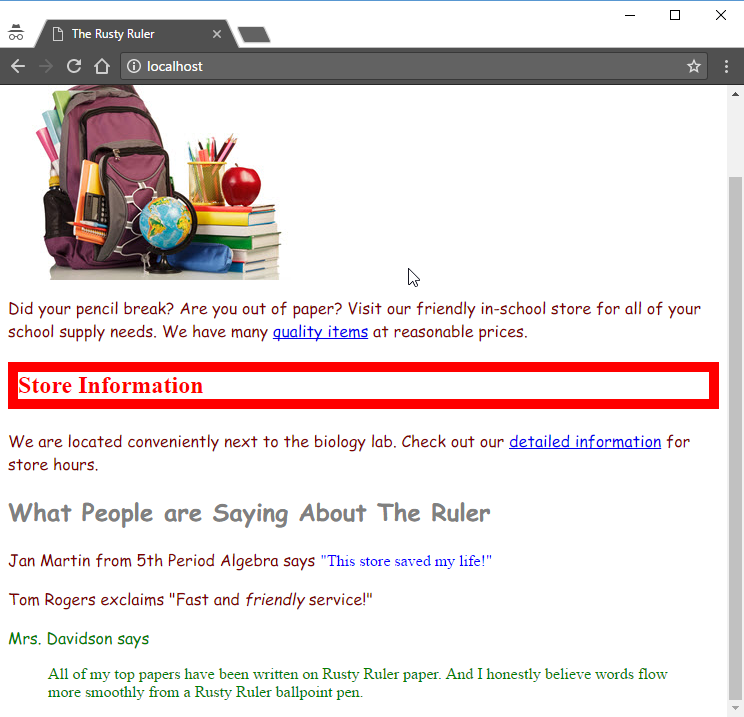 The Rusty Ruler
localhost
Did your pencil break? Are you out of paper? Visit our friendly in-school store for all of your
school supply needs. We have many quality items at reasonable prices.
Store Information
We are located conveniently next to the biology lab. Check out our detailed information for
store hours.
What People are Saying About The Ruler
Jan Martin from 5th Period Algebra says "This store saved my life!"
Tom Rogers exclaims "Fast and friendly service!"
Mrs. Davidson says
All of my top papers have been written on Rusty Ruler paper. And I honestly believe words flow
more smoothly from a Rusty Ruler ballpoint pen.